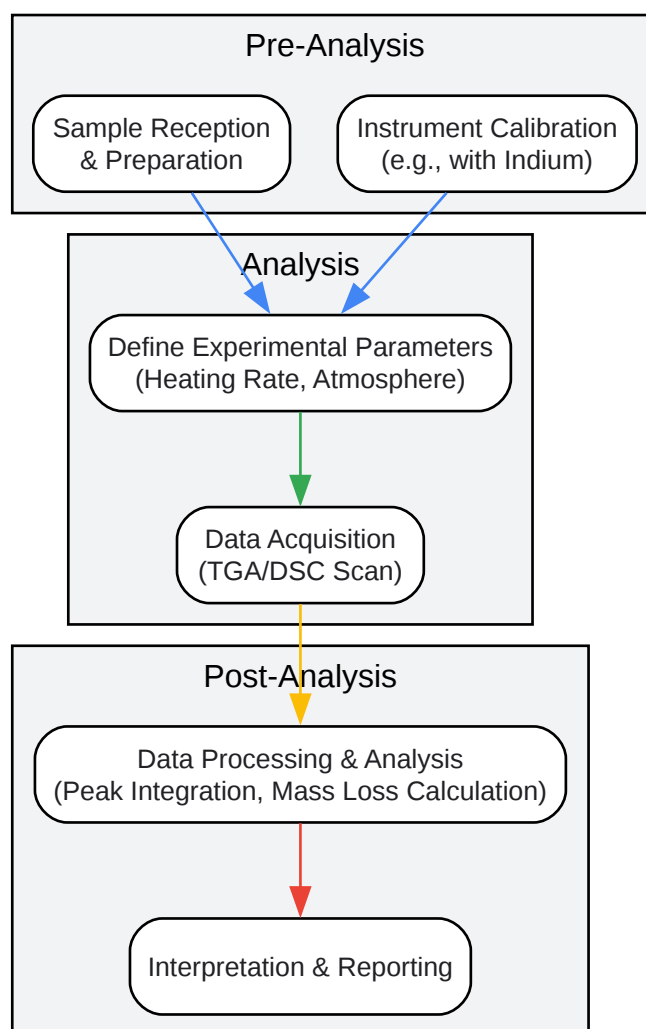 Pre-Analysis
Sample Reception
& Preparation
Instrument Calibration
(e.g., with Indium)
Analysis
Define Experimental Parameters
(Heating Rate, Atmosphere)
Data Acquisition
(TGA/DSC Scan)
Post-Analysis
Data Processing & Analysis
(Peak Integration, Mass Loss Calculation)
Interpretation & Reporting